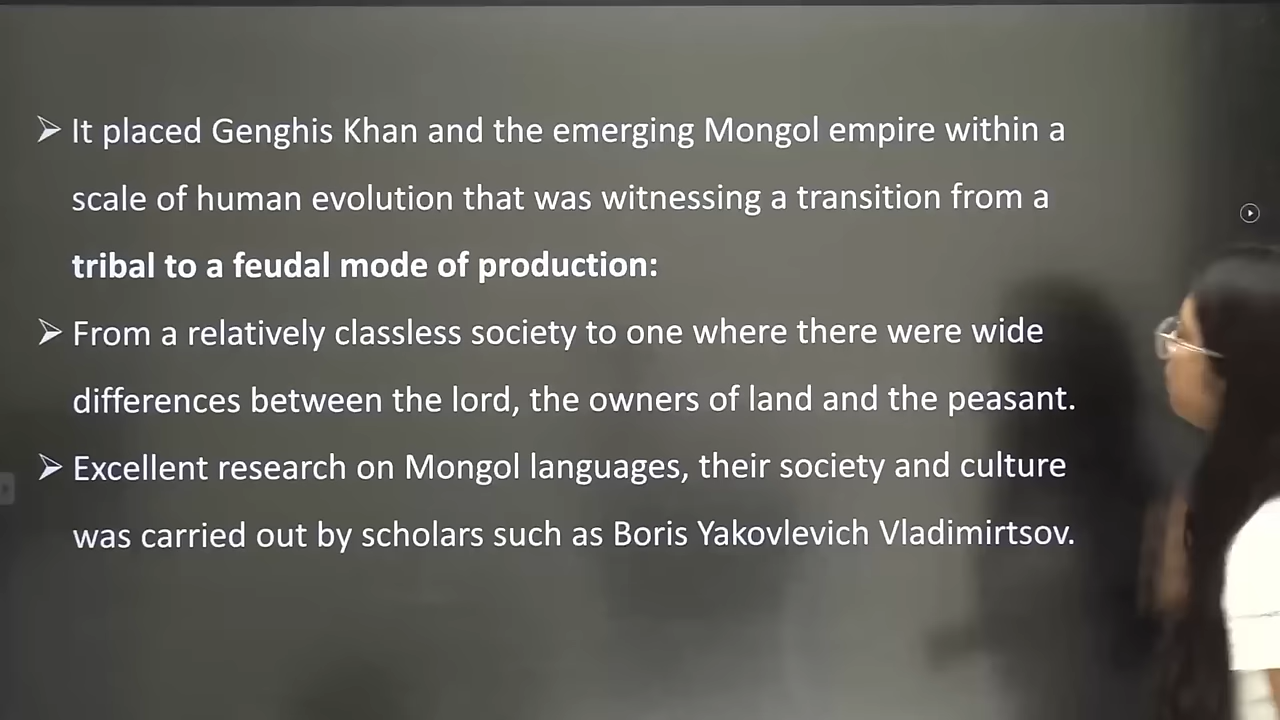 ➢ It placed Genghis Khan and the emerging Mongol empire within a
scale of human evolution that was witnessing a transition from a
tribal to a feudal mode of production:
➢ From a relatively classless society to one where there were wide
differences between the lord, the owners of land and the peasant.
➢ Excellent research on Mongol languages, their society and culture
was carried out by scholars such as Boris Yakovlevich Vladimirtsov.